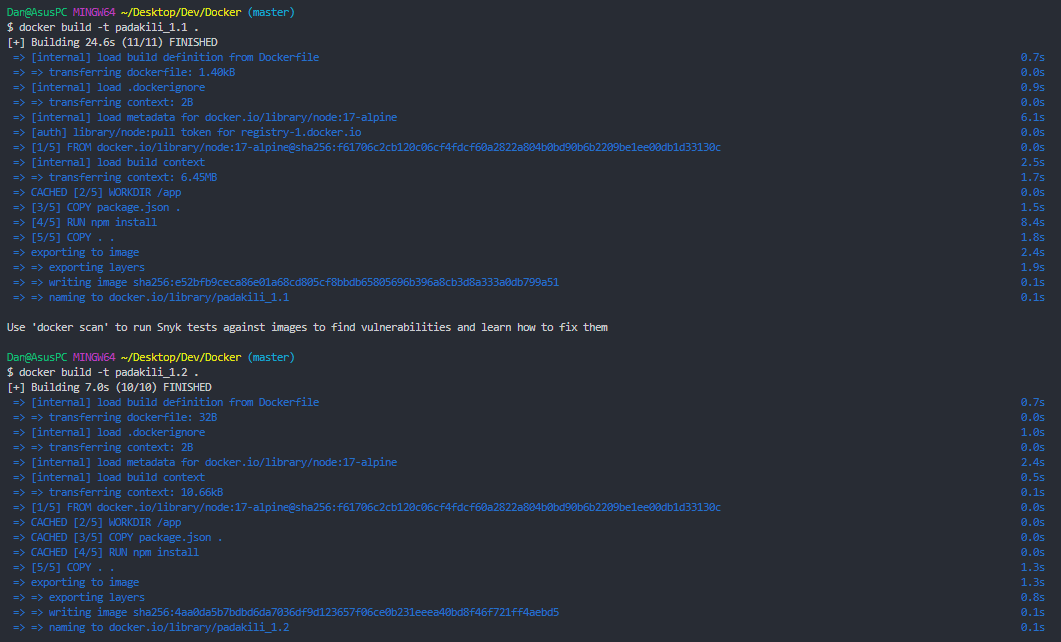 Dan@AsusPC MINGW64 ~/Desktop/Dev/Docker (master)
$ docker build -t padakili_1.1 .
[+] Building 24.6s (11/11) FINISHED
=> [internal] load build definition from Dockerfile 0.7s
=> => transferring dockerfile: 1.40kB 0.0s
=> [internal] load .dockerignore 0.9s
=> => transferring context: 2B 0.0s
=> [internal] load metadata for docker.io/library/node:17-alpine 6.1s
=> [auth] library/node:pull token for registry-1.docker.io 0.0s
=> [1/5] FROM docker.io/library/node:17-alpine@sha256:f61706c2cb120c06cf4fdcf60a2822a804b0bd90b6b2209be1ee00db1d33130c 0.0s
=> [internal] load build context 2.5s
=> => transferring context: 6.45MB 1.7s
=> CACHED [2/5] WORKDIR /app 0.0s
=> [3/5] COPY package.json . 1.5s
=> [4/5] RUN npm install 8.4s
=> [5/5] COPY . . 1.8s
=> exporting to image 2.4s
=> => exporting layers 1.9s
=> => writing image sha256:e52bfb9ceca86e01a68cd805cf8bbdb65805696b396a8cb3d8a333a0db799a51 0.1s
=> => naming to docker.io/library/padakili_1.1 0.1s
Use 'docker scan' to run Snyk tests against images to find vulnerabilities and learn how to fix them
Dan@AsusPC MINGW64 ~/Desktop/Dev/Docker (master)
$ docker build -t padakili_1.2 .
[+] Building 7.0s (10/10) FINISHED
=> [internal] load build definition from Dockerfile 0.7s
=> => transferring dockerfile: 32B 0.0s
=> [internal] load .dockerignore 1.0s
=> => transferring context: 2B 0.0s
=> [internal] load metadata for docker.io/library/node:17-alpine 2.4s
=> [internal] load build context 0.5s
=> => transferring context: 10.66kB 0.1s
=> [1/5] FROM docker.io/library/node:17-alpine@sha256:f61706c2cb120c06cf4fdcf60a2822a804b0bd90b6b2209be1ee00db1d33130c 0.0s
=> CACHED [2/5] WORKDIR /app 0.0s
=> CACHED [3/5] COPY package.json . 0.0s
=> CACHED [4/5] RUN npm install 0.0s
=> [5/5] COPY . . 1.3s
=> exporting to image 1.3s
=> => exporting layers 0.8s
=> => writing image sha256:4aa0da5b7bdbd6da7036df9d123657f06ce0b231eeea40bd8f46f721ff4aebd5 0.1s
=> => naming to docker.io/library/padakili_1.2 0.1s